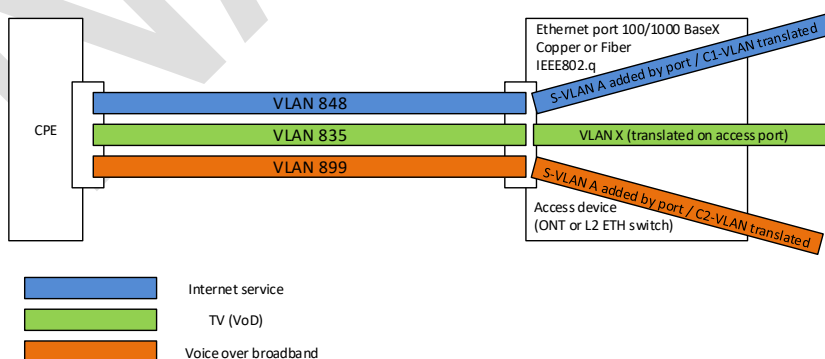 Ethernet port 100/1000 BaseX
Copper or Fiber
IEEE802.q
S-VLAN A added by port / C1-VLAN translated
CPE
VLAN 848
VLAN 835
VLAN X (translated on access port)
VLAN 899
S-VLAN A added by port / C2-VLAN translated
Access device
(ONT or L2 ETH switch)
Internet service
TV (VoD)
Voice over broadband